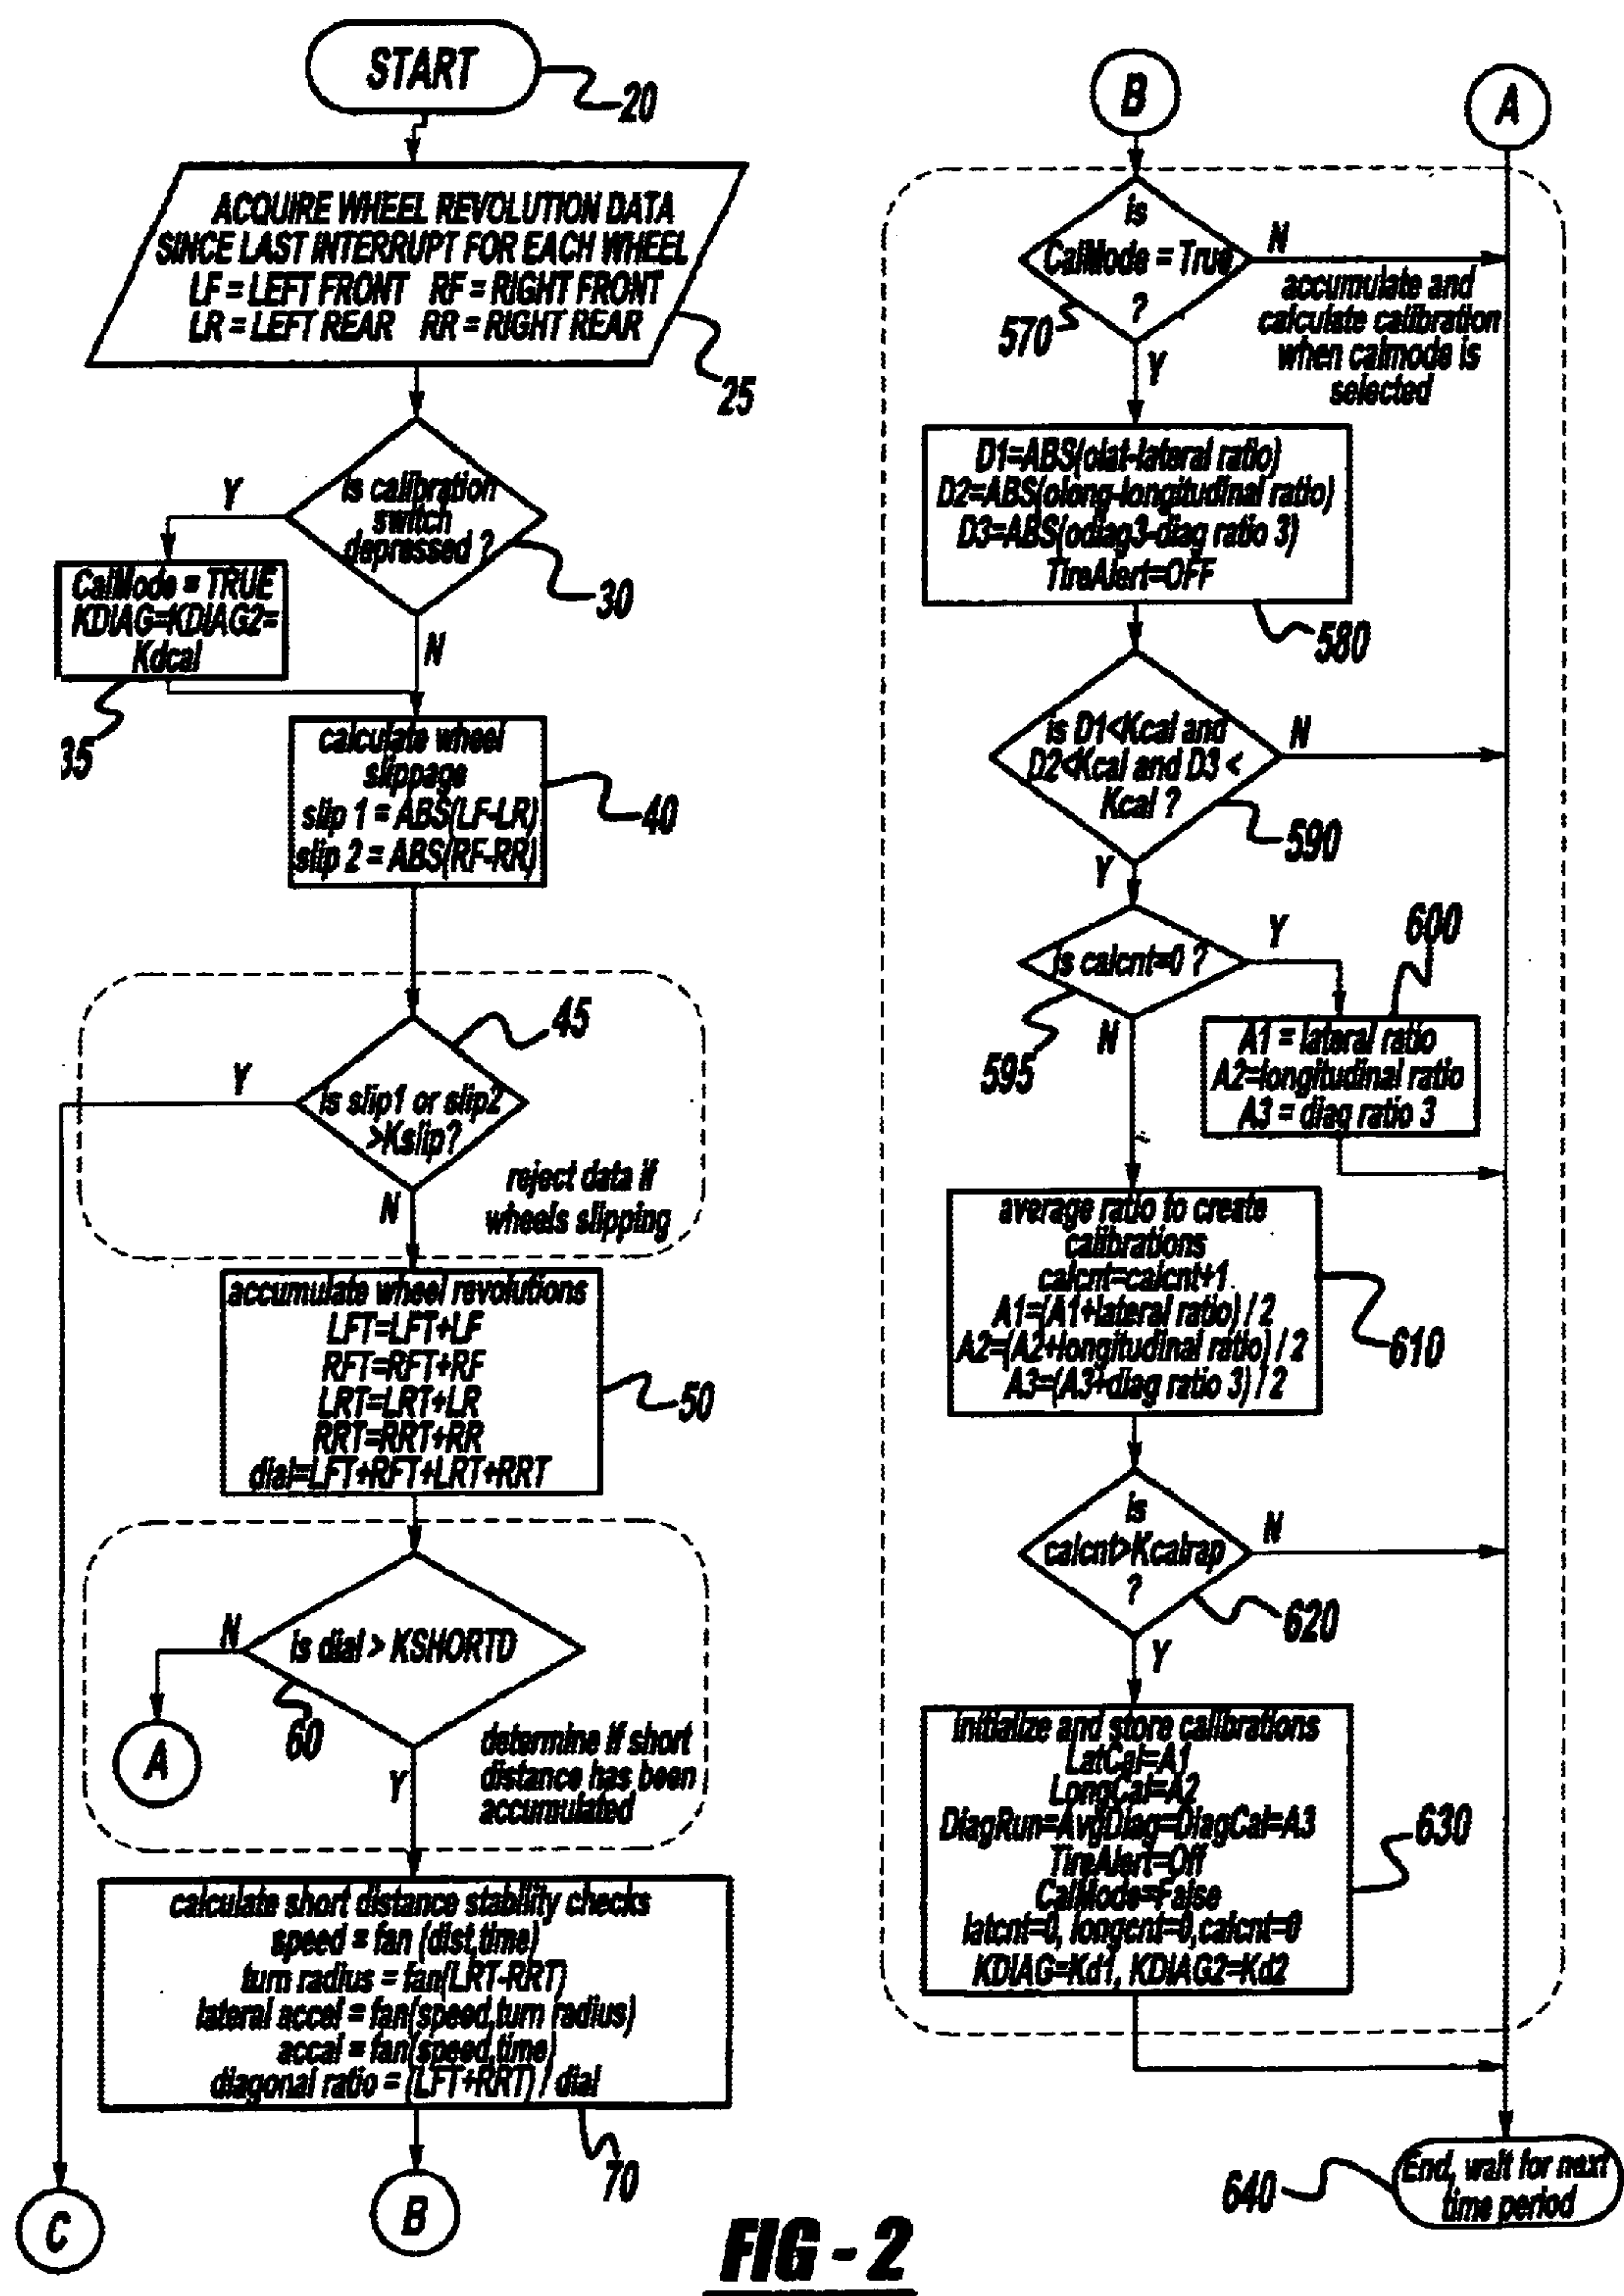 START
20
ACQUIRE WHEEL REVOLUTION DATA
SINCE LAST INTERRUPT FOR EACH WHEEL
LF = LEFT FRONT RF = RIGHT FRONT
LR = LEFT REAR RR = RIGHT REAR
25
is calibration
switch
depressed ?
Y
N
30
CalMode = TRUE
KDIAG=KDIAG2=
Kdcal
35
calculate wheel
slippage
slip 1 = ABS(LF-LR)
slip 2 = ABS(RF-RR)
40
45
Y
is slip1 or slip2
>Kslip?
N
reject data if
wheels slipping
accumulate wheel revolutions
LFT=LFT+LF
RFT=RFT+RF
LRT=LRT+LR
RRT=RRT+RR
dial=LFT+RFT+LRT+RRT
50
N
is dial > KSHORTD
60
A
Y
determine if short
distance has been
accumulated
calculate short distance stability checks
speed = fan (dist,time)
turn radius = fan(LRT-RRT)
lateral accel = fan(speed,turn radius)
accal = fan(speed,time)
diagonal ratio = (LFT+RRT) / dial
70
C
B
B
A
is
CalMode = True
?
N
570
Y
accumulate and
calculate calibration
when calmode is
selected
D1=ABS(olat-lateral ratio)
D2=ABS(olong-longitudinal ratio)
D3=ABS(odiag3-diag ratio 3)
TireAlert=OFF
580
is D1<Kcal and
D2<Kcal and D3 <
Kcal ?
N
590
Y
is calcnt=0 ?
Y
600
595
N
A1 = lateral ratio
A2=longitudinal ratio
A3 = diag ratio 3
average ratio to create
calibrations
calcnt=calcnt+1
A1=(A1+lateral ratio) / 2
A2=(A2+longitudinal ratio) / 2
A3=(A3+diag ratio 3) / 2
610
is
calcnt>Kcalrap
?
N
620
Y
initialize and store calibrations
LatCal=A1
LongCal=A2
DiagRun=AvgDiag=DiagCal=A3
TireAlert=Off
CalMode=False
latcnt=0, longcnt=0,calcnt=0
KDIAG=Kd1, KDIAG2=Kd2
630
640
End, wait for next
time period
FIG - 2